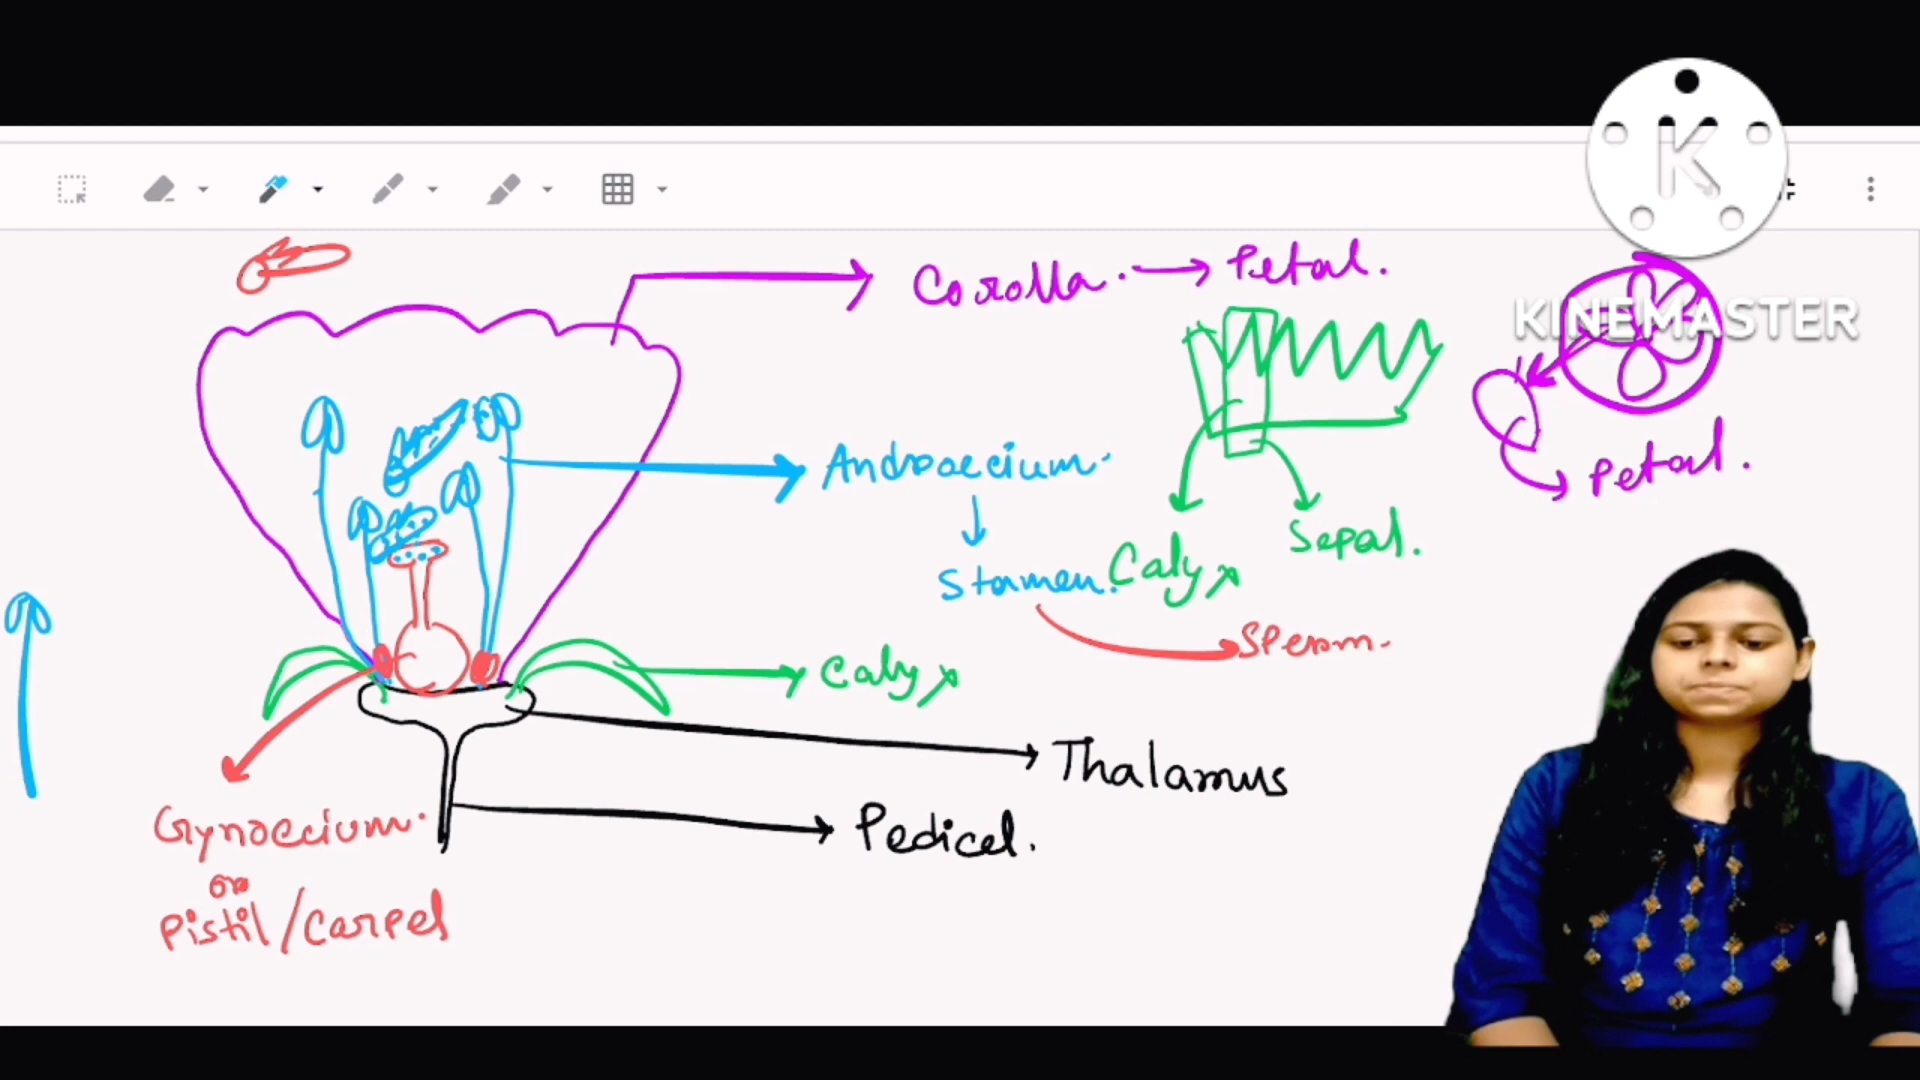 K
KINEMASTER
Corolla. → Petal.
Petal.
Androecium.
Sepal.
Stamen.
Calyx
Sperm.
Calyx
Thalamus
Pedicel.
Gynoecium.
or
Pistil/Carpel